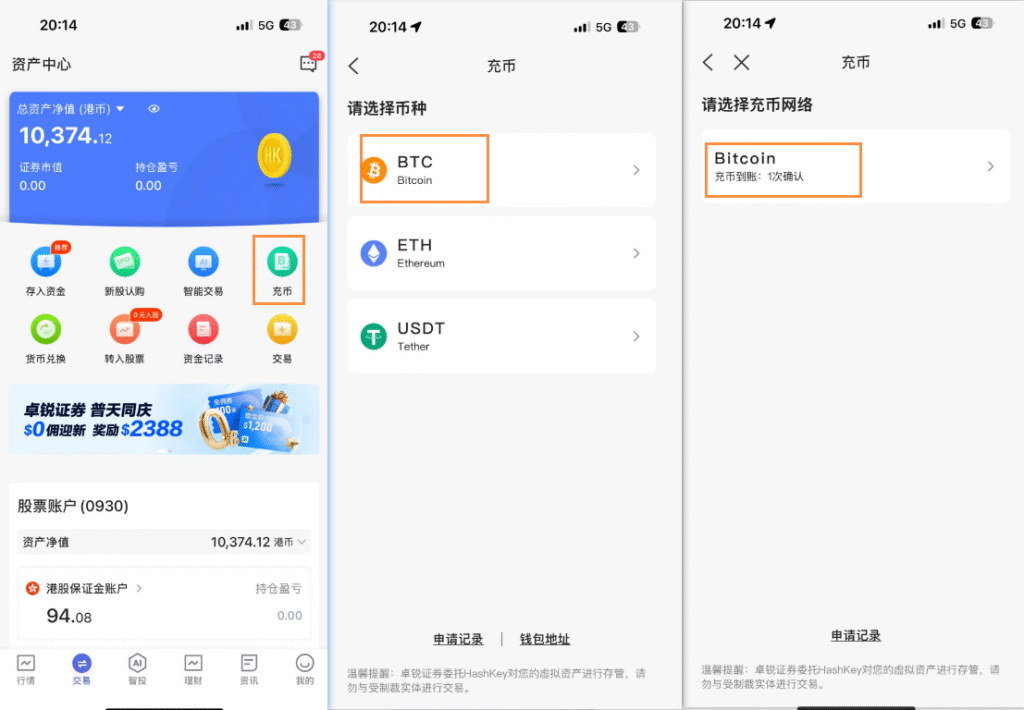 20:14
5G 43
资产中心
28
总资产净值 (港币)
10,374.12
证券市值
持仓盈亏
0.00
0.00
HK
推荐
存入资金
新股认购
智能交易
充币
0元入股
货币兑换
转入股票
资金记录
交易
卓锐证券 普天同庆
$0佣迎新 奖励$2388
$1,200
股票账户 (0930)
资产净值
10,374.12 港币
港股保证金账户
持仓盈亏
94.08
0.00
行情
交易
AI
智投
理财
资讯
我的
20:14
5G 43
充币
请选择币种
BTC
Bitcoin
ETH
Ethereum
USDT
Tether
申请记录 | 钱包地址
温馨提醒：卓锐证券委托HashKey对您的虚拟资产进行存管，请
勿与受制裁实体进行交易。
20:14
5G 43
充币
请选择充币网络
Bitcoin
充币到账：1次确认
申请记录
温馨提醒：卓锐证券委托HashKey对您的虚拟资产进行存管，请
勿与受制裁实体进行交易。